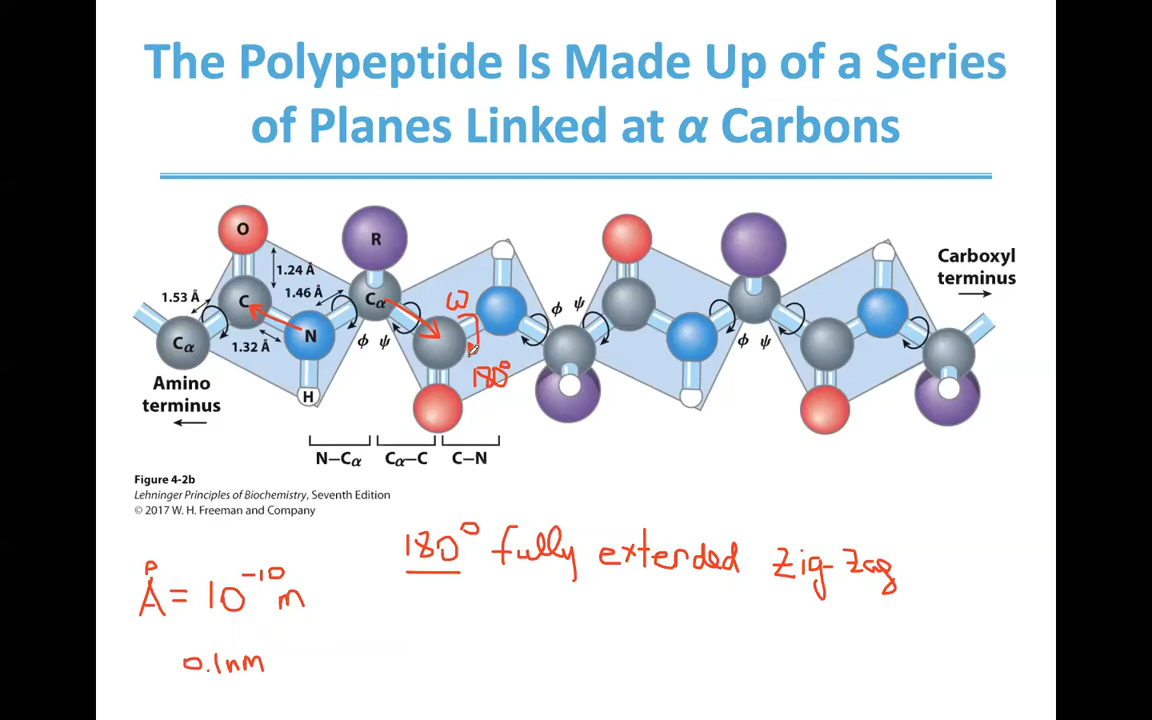 The Polypeptide Is Made Up of a Series
of Planes Linked at α Carbons
O
R
1.24 Å
Carboxyl
terminus
1.53 Å
C
1.46 Å
Cα
ω
ϕ ψ
Cα
1.32 Å
N
ϕ ψ
ϕ ψ
180°
Amino
terminus
H
N–Cα
Cα–C
C–N
Figure 4-2b
Lehninger Principles of Biochemistry, Seventh Edition
© 2017 W. H. Freeman and Company
180° fully extended zig-zag
Å = 10⁻¹⁰ m
0.1nM